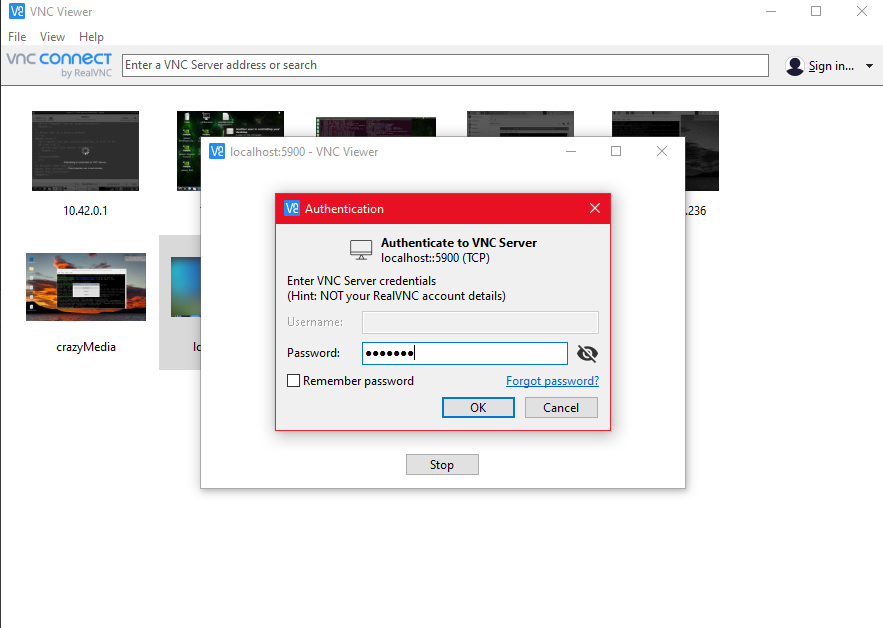 VNC Viewer
File View Help
vnc connect
by RealVNC
Enter a VNC Server address or search
Sign in...
10.42.0.1
.236
crazyMedia
localhost:5900 - VNC Viewer
Authentication
Authenticate to VNC Server
localhost::5900 (TCP)
Enter VNC Server credentials
(Hint: NOT your RealVNC account details)
Username:
Password: •••••••
Remember password
Forgot password?
OK Cancel
Stop